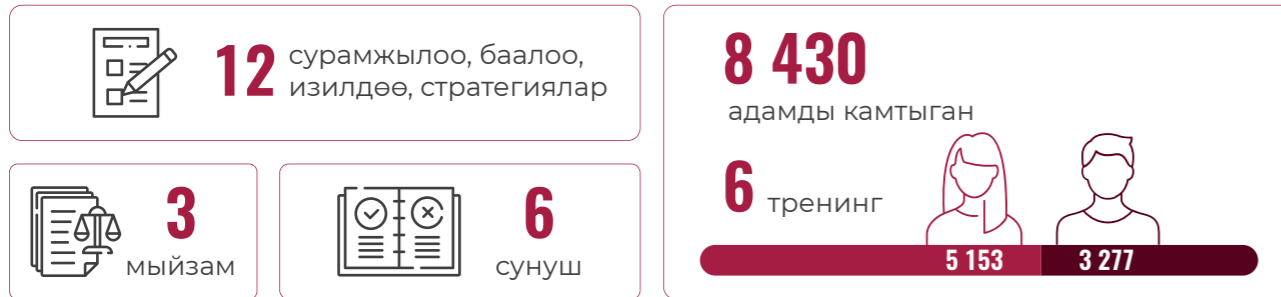 12
сурамжылоо, баалоо,
изилдөө, стратегиялар
3
мыйзам
6
сунуш
8 430
адамды камтыган
6 тренинг
5 153
3 277